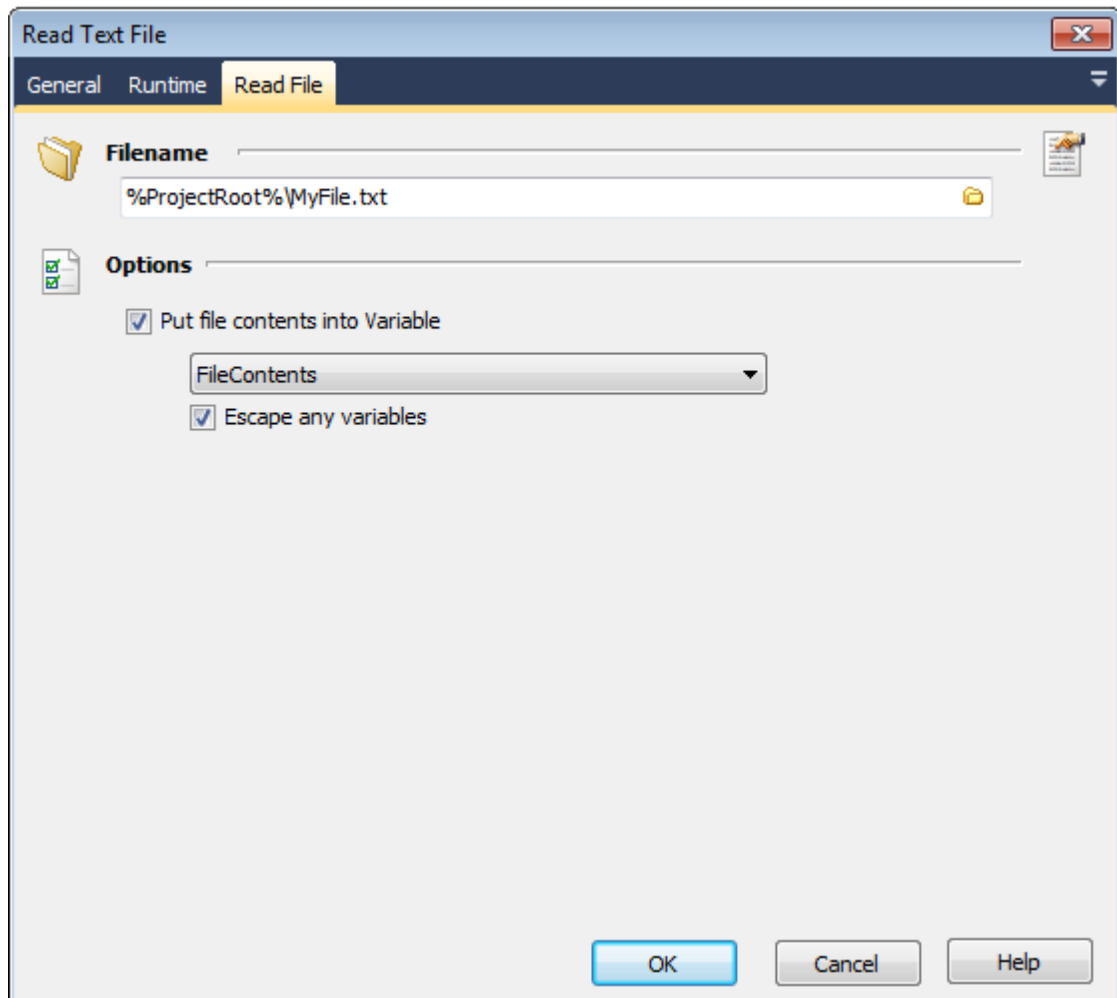 Read Text File
General Runtime Read File
Filename
%ProjectRoot%\MyFile.txt
Options
Put file contents into Variable
FileContents
Escape any variables
OK Cancel Help